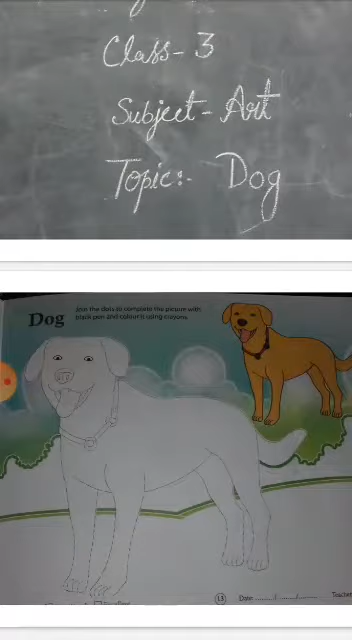 Class- 3
Subject- Art
Topic:- Dog
Dog
Join the dots to complete the picture with
black pen and colour it using crayons.
13
Date
Teacher